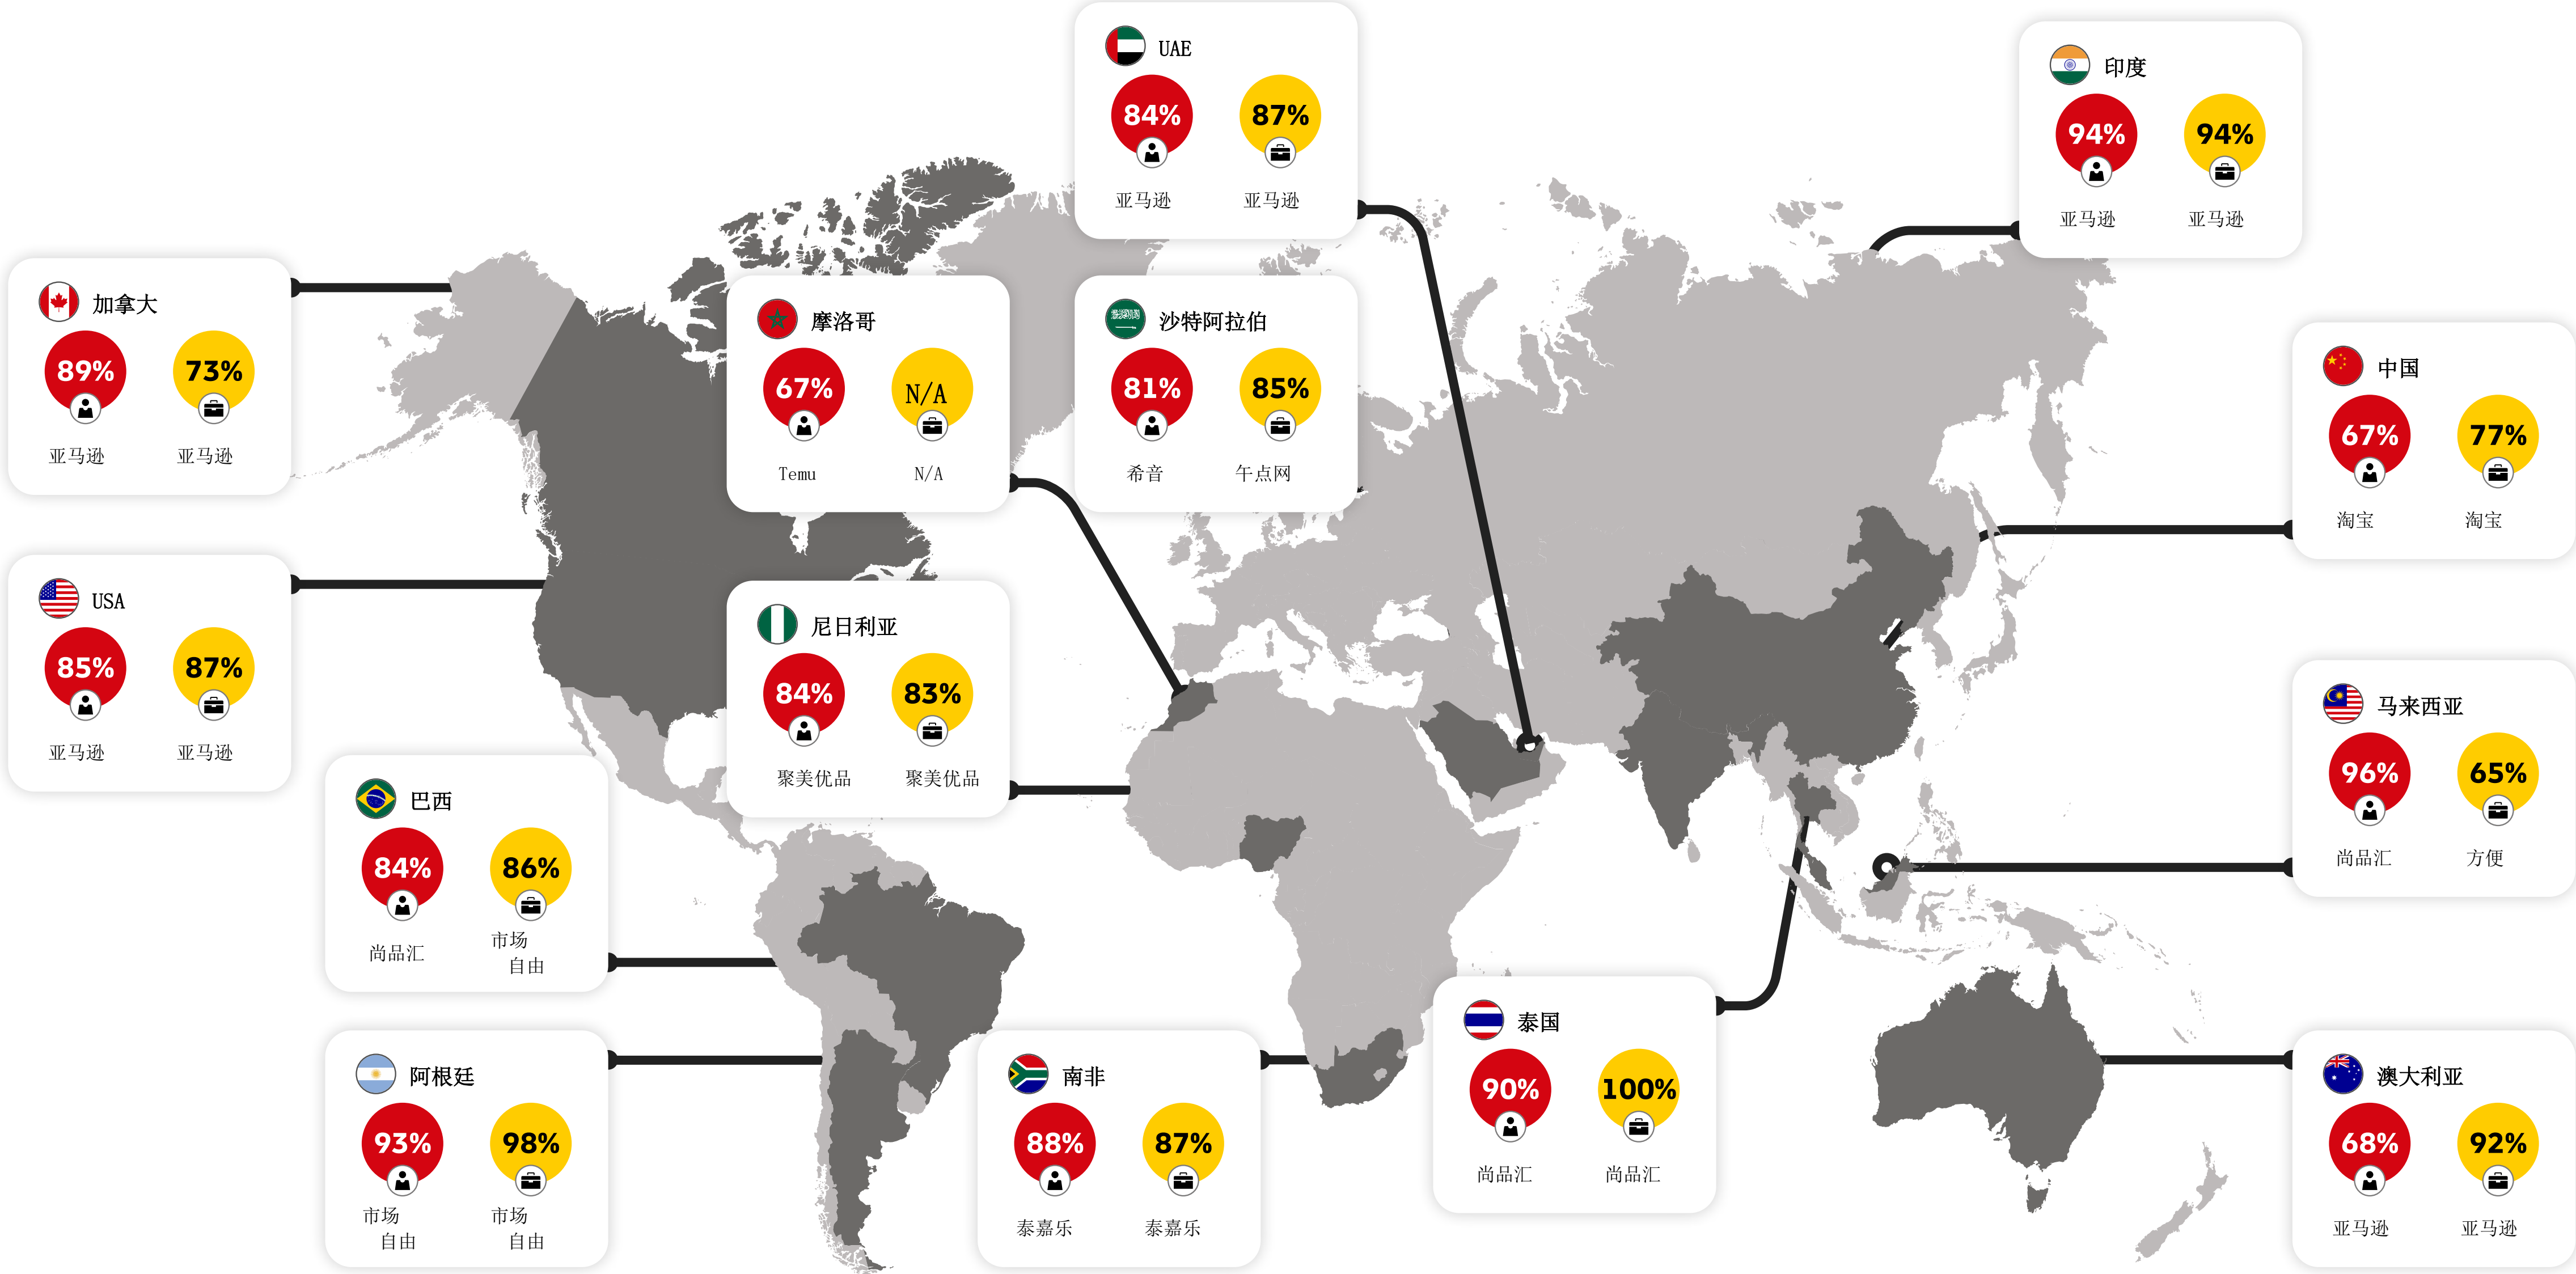 UAE
84% 87%
亚马逊 亚马逊
印度
94% 94%
亚马逊 亚马逊
加拿大
89% 73%
亚马逊 亚马逊
摩洛哥
67% N/A
Temu N/A
沙特阿拉伯
81% 85%
希音 午点网
中国
67% 77%
淘宝 淘宝
USA
85% 87%
亚马逊 亚马逊
尼日利亚
84% 83%
聚美优品 聚美优品
马来西亚
96% 65%
尚品汇 方便
巴西
84% 86%
尚品汇 市场
自由
泰国
90% 100%
尚品汇 尚品汇
阿根廷
93% 98%
市场 市场
自由 自由
南非
88% 87%
泰嘉乐 泰嘉乐
澳大利亚
68% 92%
亚马逊 亚马逊